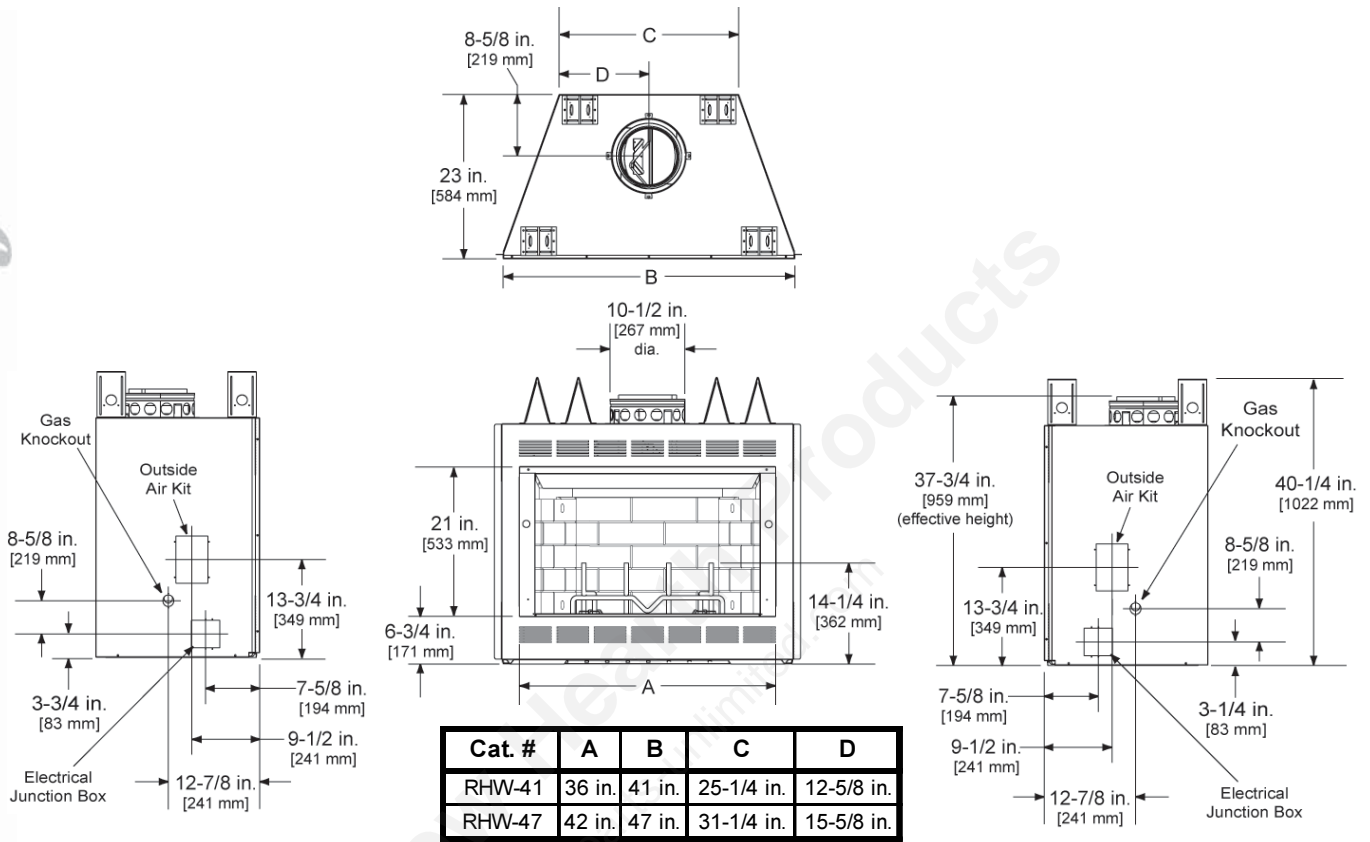 8-5/8 in.
[219 mm]
C
D
23 in.
[584 mm]
B
10-1/2 in.
[267 mm]
dia.
Gas
Knockout
Outside
Air Kit
8-5/8 in.
[219 mm]
13-3/4 in.
[349 mm]
3-3/4 in.
[83 mm]
7-5/8 in.
[194 mm]
9-1/2 in.
[241 mm]
Electrical
Junction Box
12-7/8 in.
[241 mm]
21 in.
[533 mm]
6-3/4 in.
[171 mm]
14-1/4 in.
[362 mm]
A
37-3/4 in.
[959 mm]
(effective height)
Gas
Knockout
Outside
Air Kit
40-1/4 in.
[1022 mm]
8-5/8 in.
[219 mm]
13-3/4 in.
[349 mm]
7-5/8 in.
[194 mm]
3-1/4 in.
[83 mm]
9-1/2 in.
[241 mm]
12-7/8 in.
[241 mm]
Electrical
Junction Box
Cat. # A B C D
RHW-41 36 in. 41 in. 25-1/4 in. 12-5/8 in.
RHW-47 42 in. 47 in. 31-1/4 in. 15-5/8 in.
Hearth Products
unlimited.com